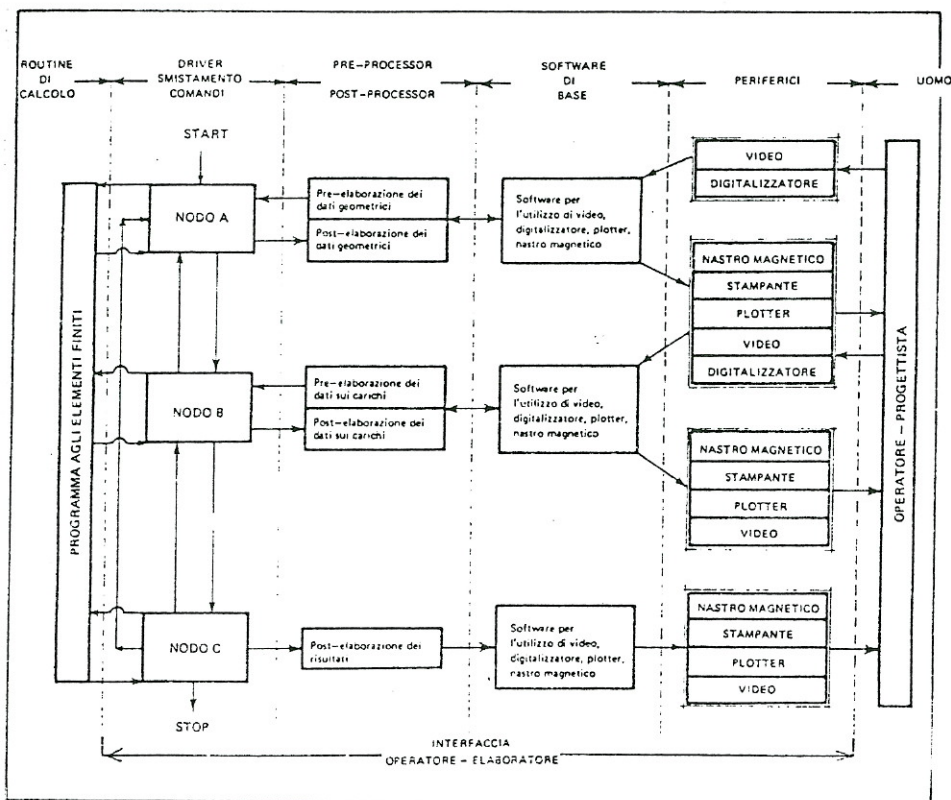 ROUTINE
DI
CALCOLO
DRIVER
SMISTAMENTO
COMANDI
PRE-PROCESSOR
POST-PROCESSOR
SOFTWARE
DI
BASE
PERIFERICI
UOMO
START
PROGRAMMA AGLI ELEMENTI FINITI
NODO A
Pre-elaborazione dei
dati geometrici
Post-elaborazione dei
dati geometrici
Software per
l'utilizzo di video,
digitalizzatore, plotter,
nastro magnetico
VIDEO
DIGITALIZZATORE
NASTRO MAGNETICO
STAMPANTE
PLOTTER
VIDEO
DIGITALIZZATORE
OPERATORE - PROGETTISTA
NODO B
Pre-elaborazione dei
dati sui carichi
Post-elaborazione dei
dati sui carichi
Software per
l'utilizzo di video,
digitalizzatore, plotter,
nastro magnetico
NASTRO MAGNETICO
STAMPANTE
PLOTTER
VIDEO
NODO C
Post-elaborazione dei
risultati
Software per
l'utilizzo di video,
digitalizzatore, plotter,
nastro magnetico
NASTRO MAGNETICO
STAMPANTE
PLOTTER
VIDEO
STOP
INTERFACCIA
OPERATORE - ELABORATORE